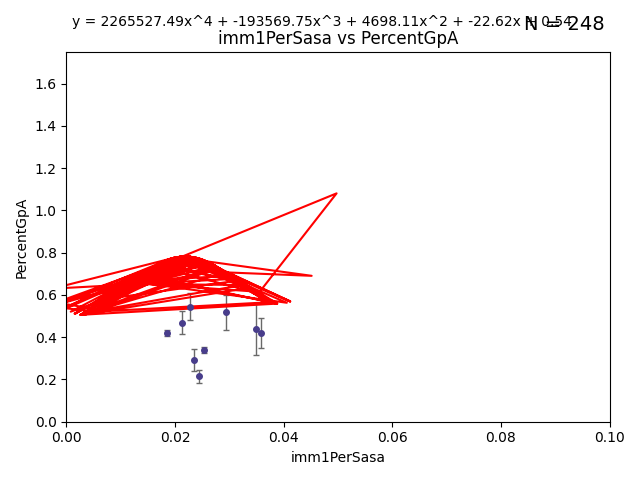 y = 2265527.49x^4 + -193569.75x^3 + 4698.11x^2 + -22.62x + 0.54
N = 248
imm1PerSasa vs PercentGpA
1.6
1.4
1.2
1.0
0.8
0.6
0.4
0.2
0.0
PercentGpA
0.00 0.02 0.04 0.06 0.08 0.10
imm1PerSasa